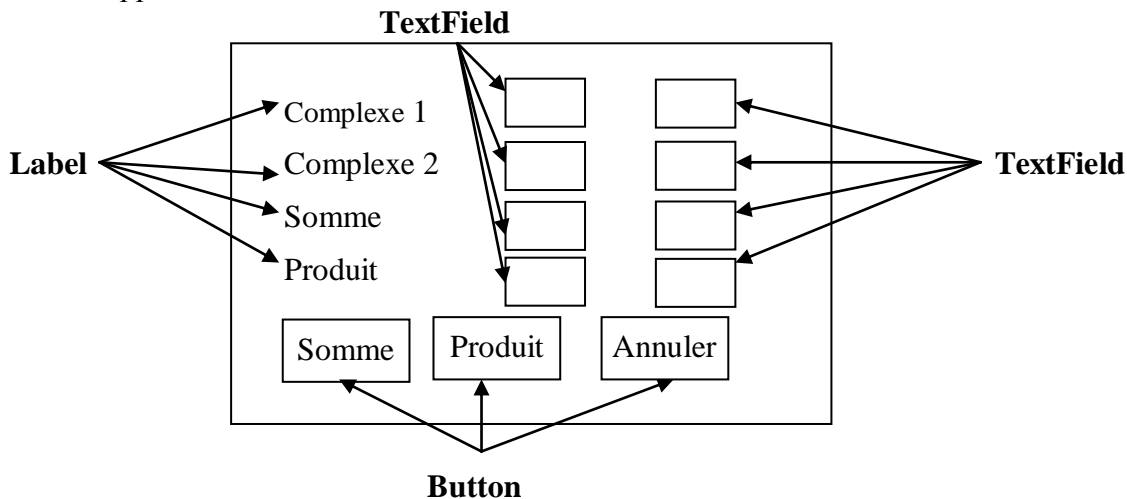 TextField
Complexe 1
Label
Complexe 2
TextField
Somme
Produit
Somme
Produit
Annuler
Button